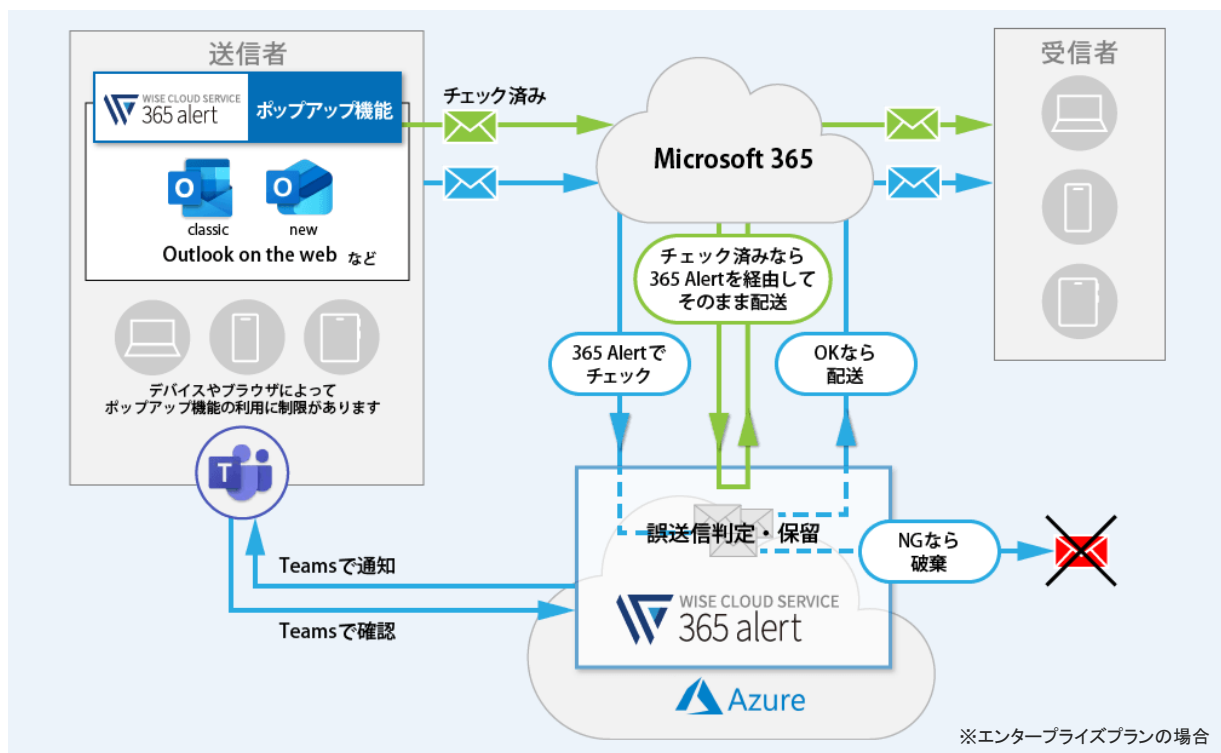 送信者
WISE CLOUD SERVICE
365 alert
ポップアップ機能
classic
new
Outlook on the web など
デバイスやブラウザによって
ポップアップ機能の利用に制限があります
チェック済み
Microsoft 365
受信者
チェック済みなら
365 Alertを経由して
そのまま配送
365 Alertで
チェック
OKなら
配送
誤送信判定・保留
NGなら
破棄
Teamsで通知
Teamsで確認
WISE CLOUD SERVICE
365 alert
Azure
※エンタープライズプランの場合